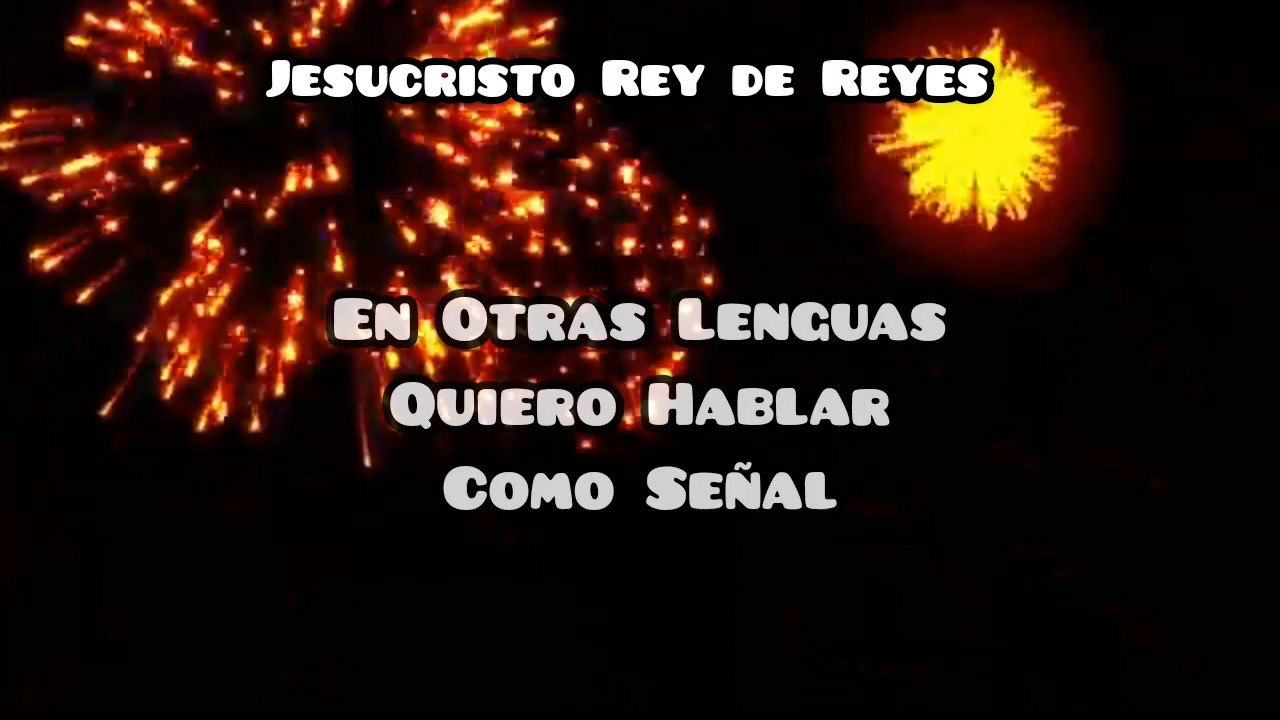 Jesucristo Rey de Reyes
En Otras Lenguas
Quiero Hablar
Como Señal